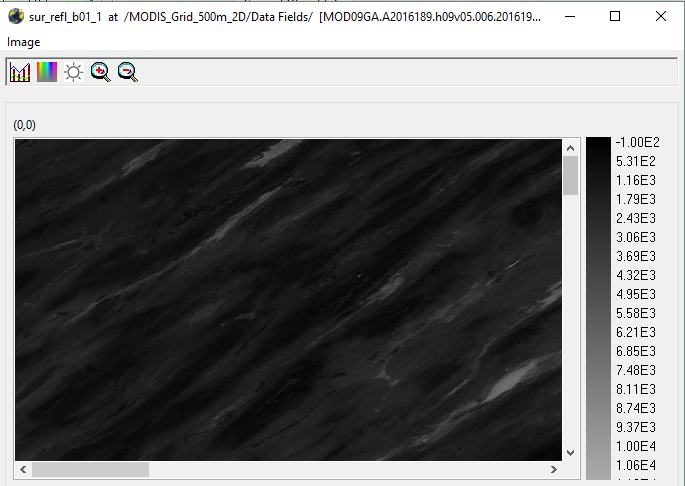 sur_refl_b01_1 at /MODIS_Grid_500m_2D/Data Fields/ [MOD09GA.A2016189.h09v05.006.201619...
Image
(0,0)
-1.00E2
5.31E2
1.16E3
1.79E3
2.43E3
3.06E3
3.69E3
4.32E3
4.95E3
5.58E3
6.21E3
6.85E3
7.48E3
8.11E3
8.74E3
9.37E3
1.00E4
1.06E4